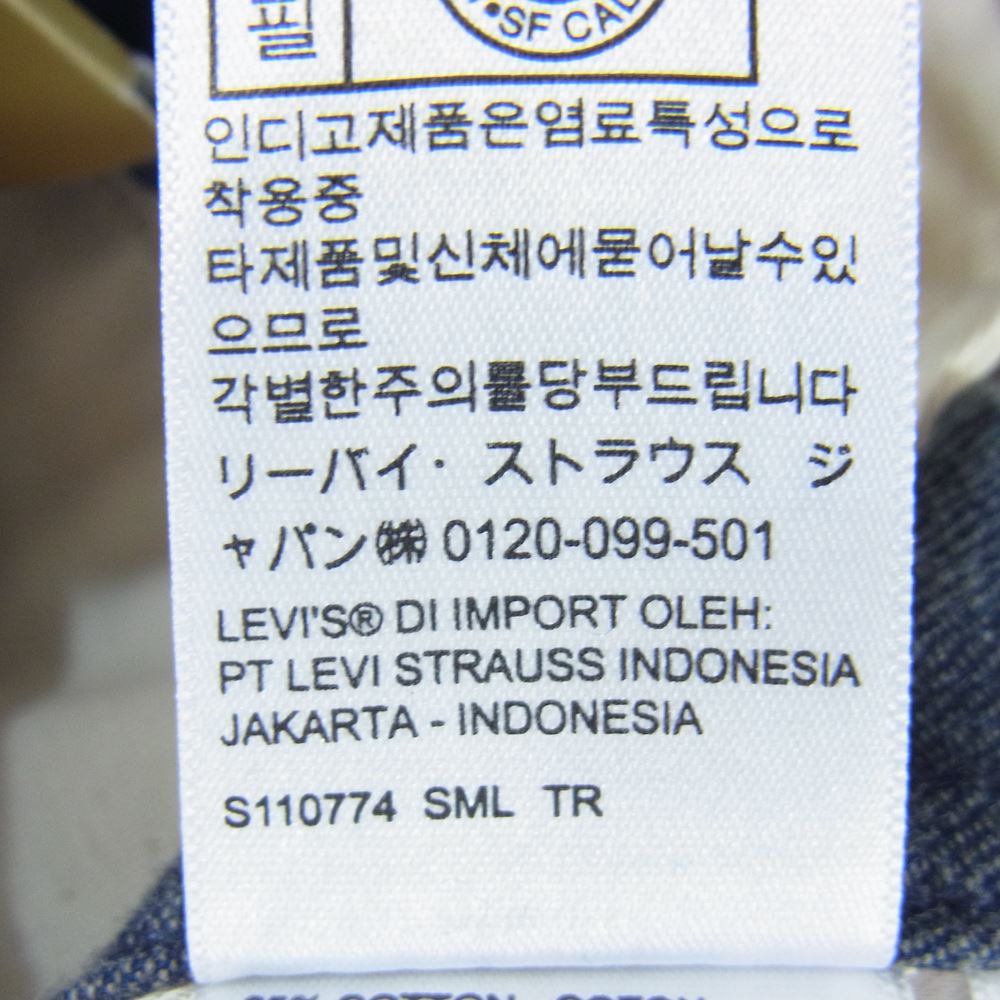 SF CAL
인디고제품은염료특성으로
착용중
타제품및신체에묻어날수있
으므로
각별한주의를당부드립니다
リーバイ・ストラウス ジ
ャパン㈱ 0120-099-501
LEVI'S® DI IMPORT OLEH:
PT LEVI STRAUSS INDONESIA
JAKARTA - INDONESIA
S110774 SML TR
COTTON